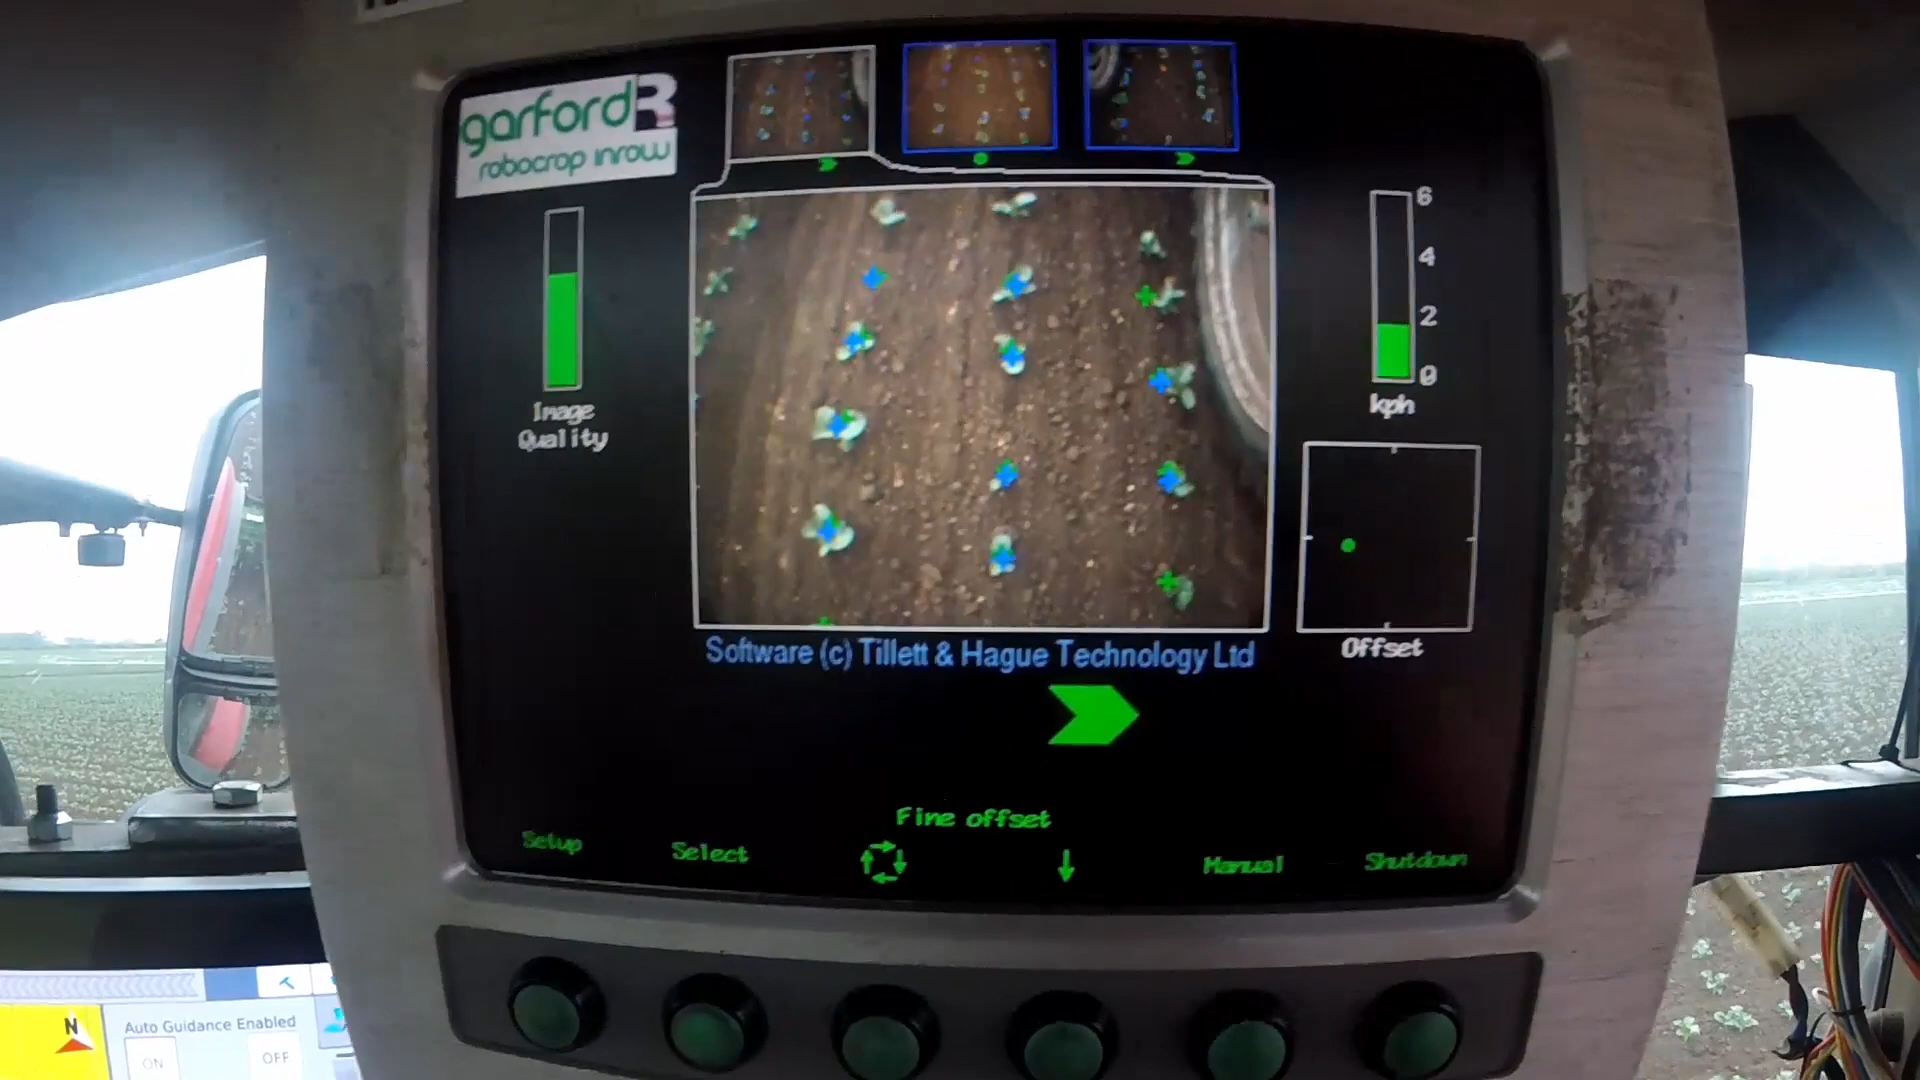 garford R
robocrop inrow
Image
Quality
6
4
2
0
kph
Offset
Software (c) Tillett & Hague Technology Ltd
Fine offset
Setup
Select
Manual
Shutdown
N
Auto Guidance Enabled
ON
OFF